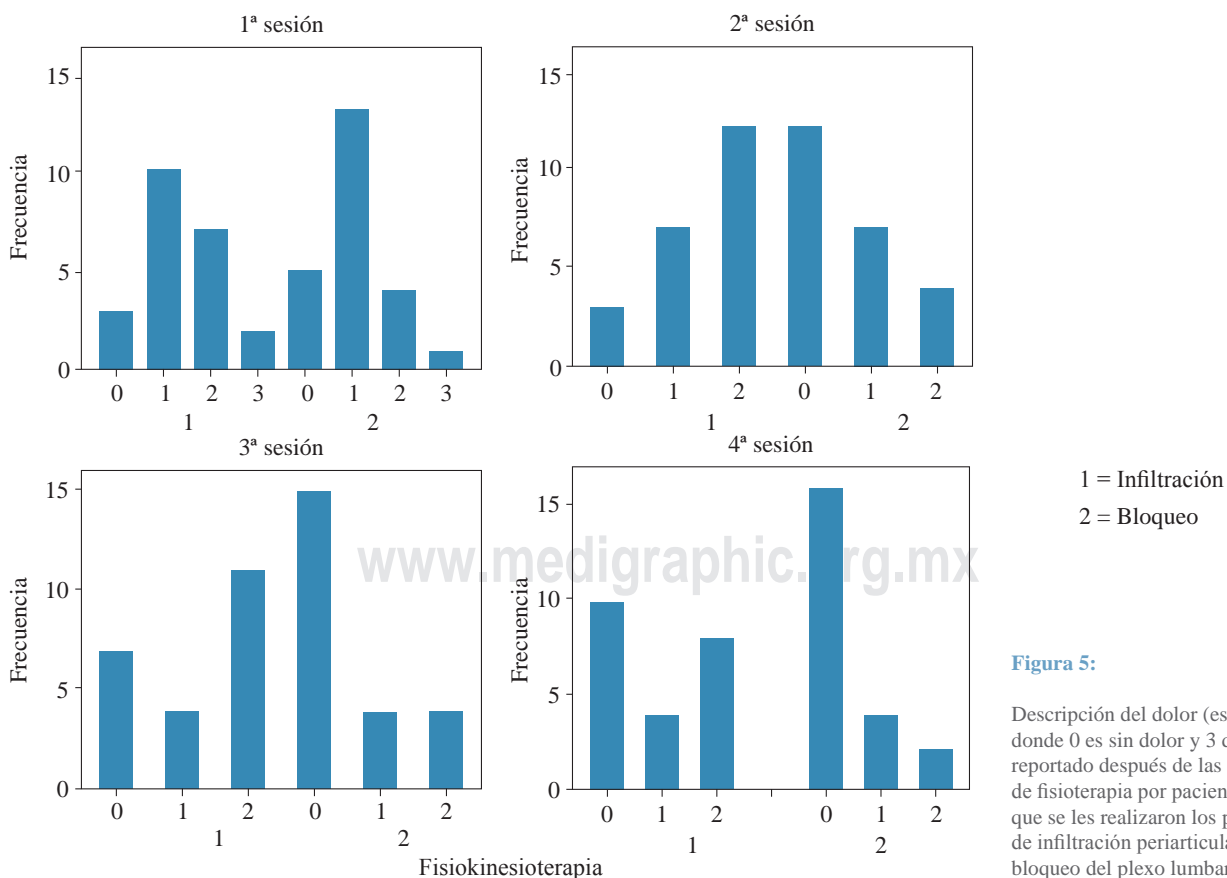 1ª sesión
Frecuencia
15
10
5
0
0 1 2 3 0 1 2 3
1 2
2ª sesión
Frecuencia
15
10
5
0
0 1 2 0 1 2
1 2
3ª sesión
Frecuencia
15
10
5
0
0 1 2 0 1 2
1 2
4ª sesión
Frecuencia
15
10
5
0
0 1 2 0 1 2
1 2
Fisiokinesioterapia
www.medigraphic.org.mx
1 = Infiltración
2 = Bloqueo
Figura 5:
Descripción del dolor
donde 0 es sin dolor y 3
reportado después de las
de fisioterapia por
que se les realizaron los
de infiltración
bloqueo del plexo